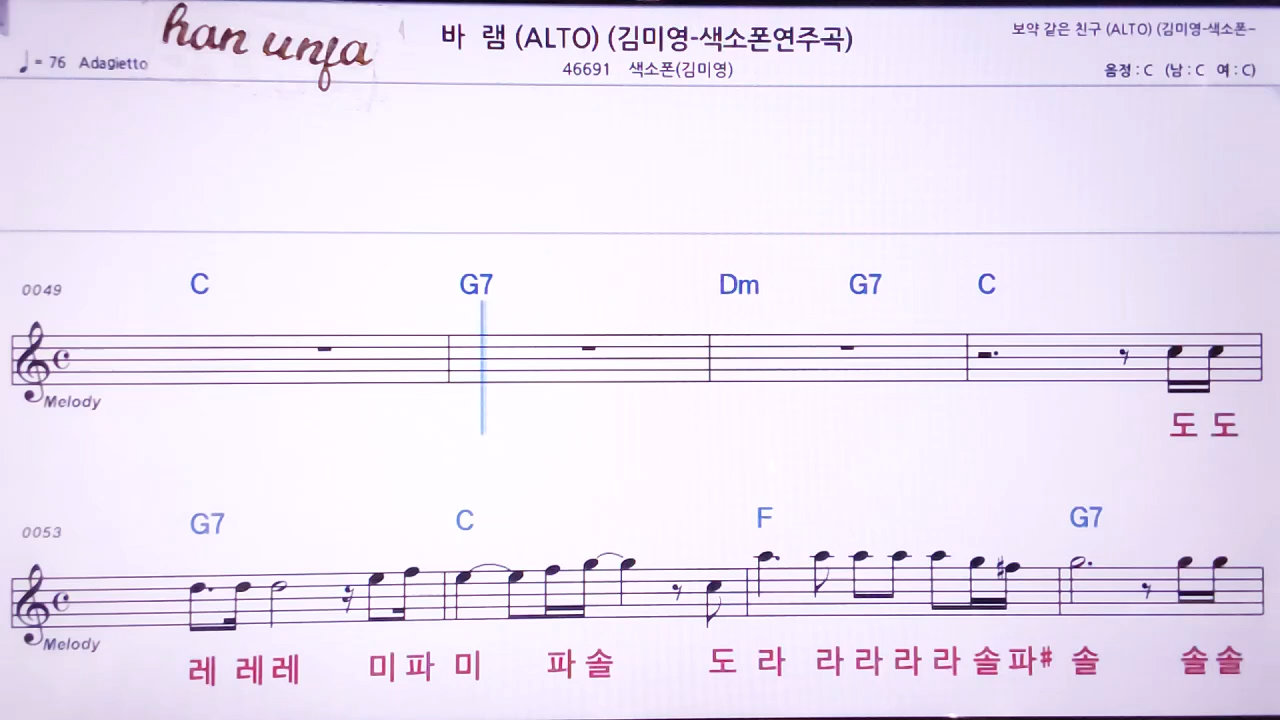 han unfa
바 램 (ALTO) (김미영-색소폰연주곡)
보약 같은 친구 (ALTO) (김미영-색소폰~
♩ = 76 Adagietto
46691 색소폰(김미영)
음정 : C (남 : C 여 : C)
C G7 Dm G7 C
0049
Melody
도 도
G7 C F G7
0053
Melody
레 레 레 미 파 미 파 솔 도 라 라 라 라 라 솔 파# 솔 솔 솔